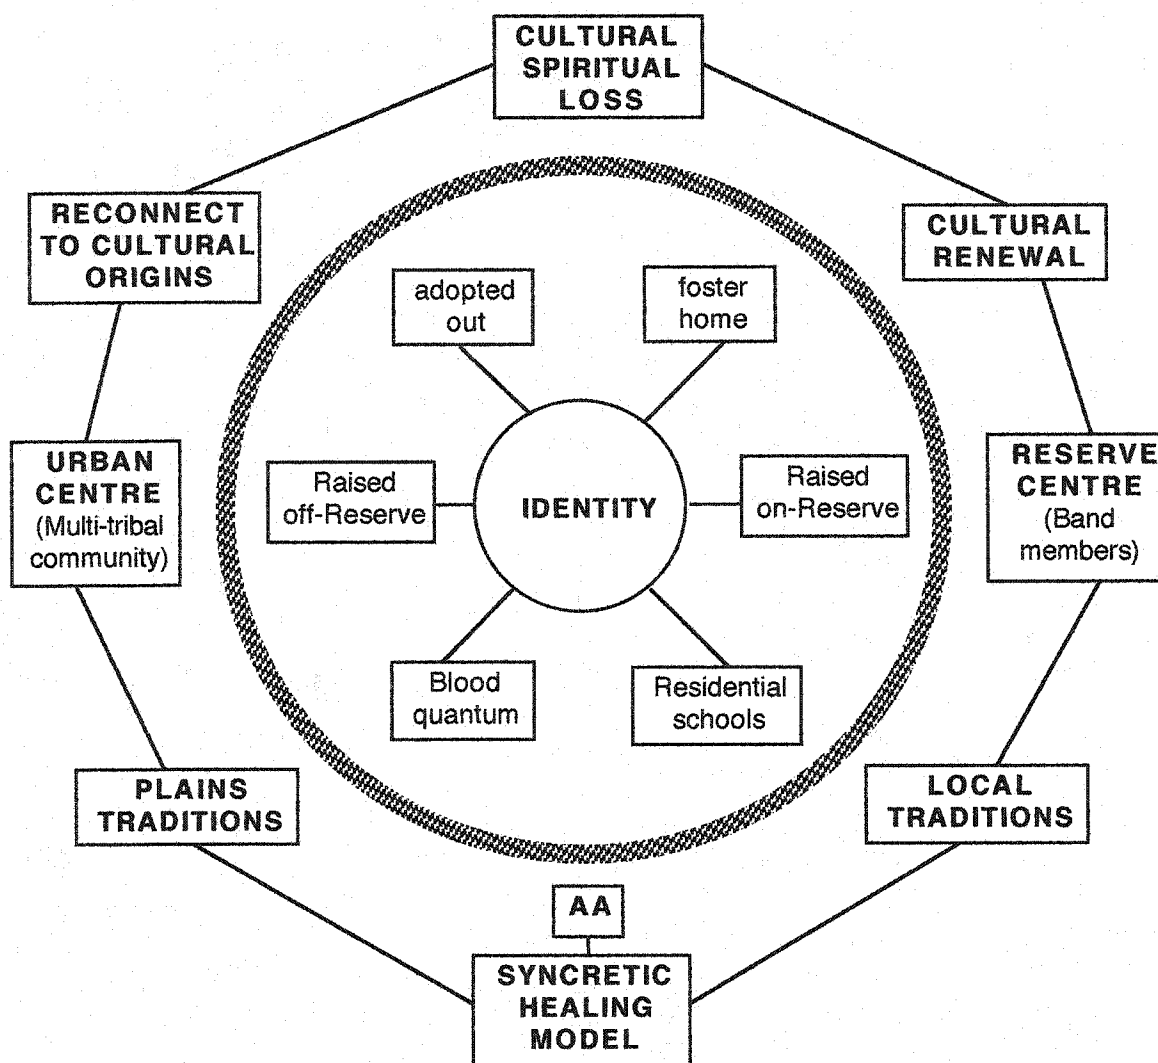 CULTURAL
SPIRITUAL
LOSS
RECONNECT
TO CULTURAL
ORIGINS
CULTURAL
RENEWAL
adopted
out
foster
home
URBAN
CENTRE
(Multi-tribal
community)
Raised
off-Reserve
IDENTITY
Raised
on-Reserve
RESERVE
CENTRE
(Band
members)
Blood
quantum
Residential
schools
PLAINS
TRADITIONS
LOCAL
TRADITIONS
AA
SYNCRETIC
HEALING
MODEL